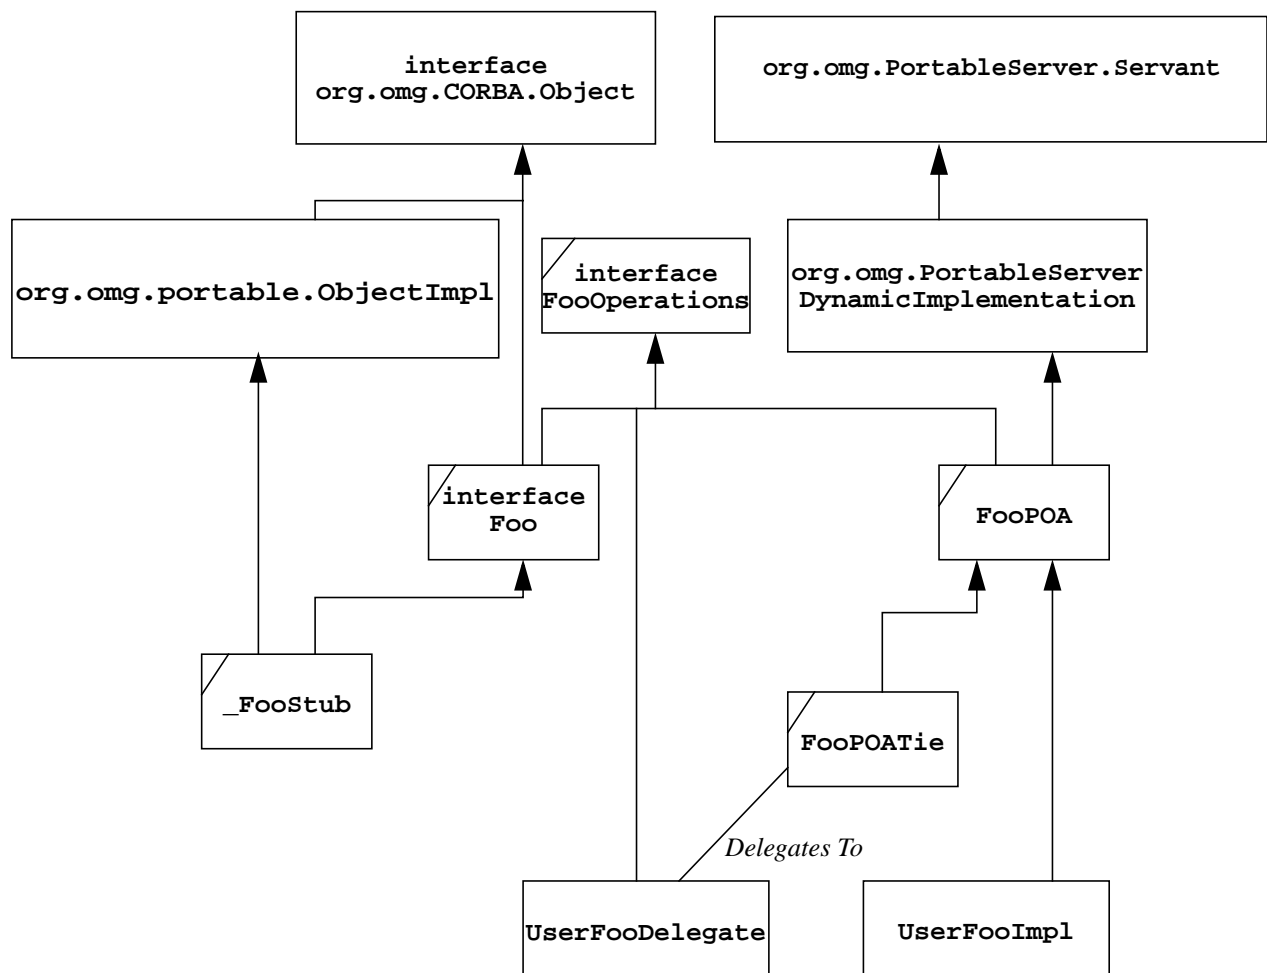 interface
org.omg.CORBA.Object
org.omg.PortableServer.Servant
org.omg.portable.ObjectImpl
interface
FooOperations
org.omg.PortableServer
DynamicImplementation
interface
Foo
FooPOA
_FooStub
FooPOATie
Delegates To
UserFooDelegate
UserFooImpl